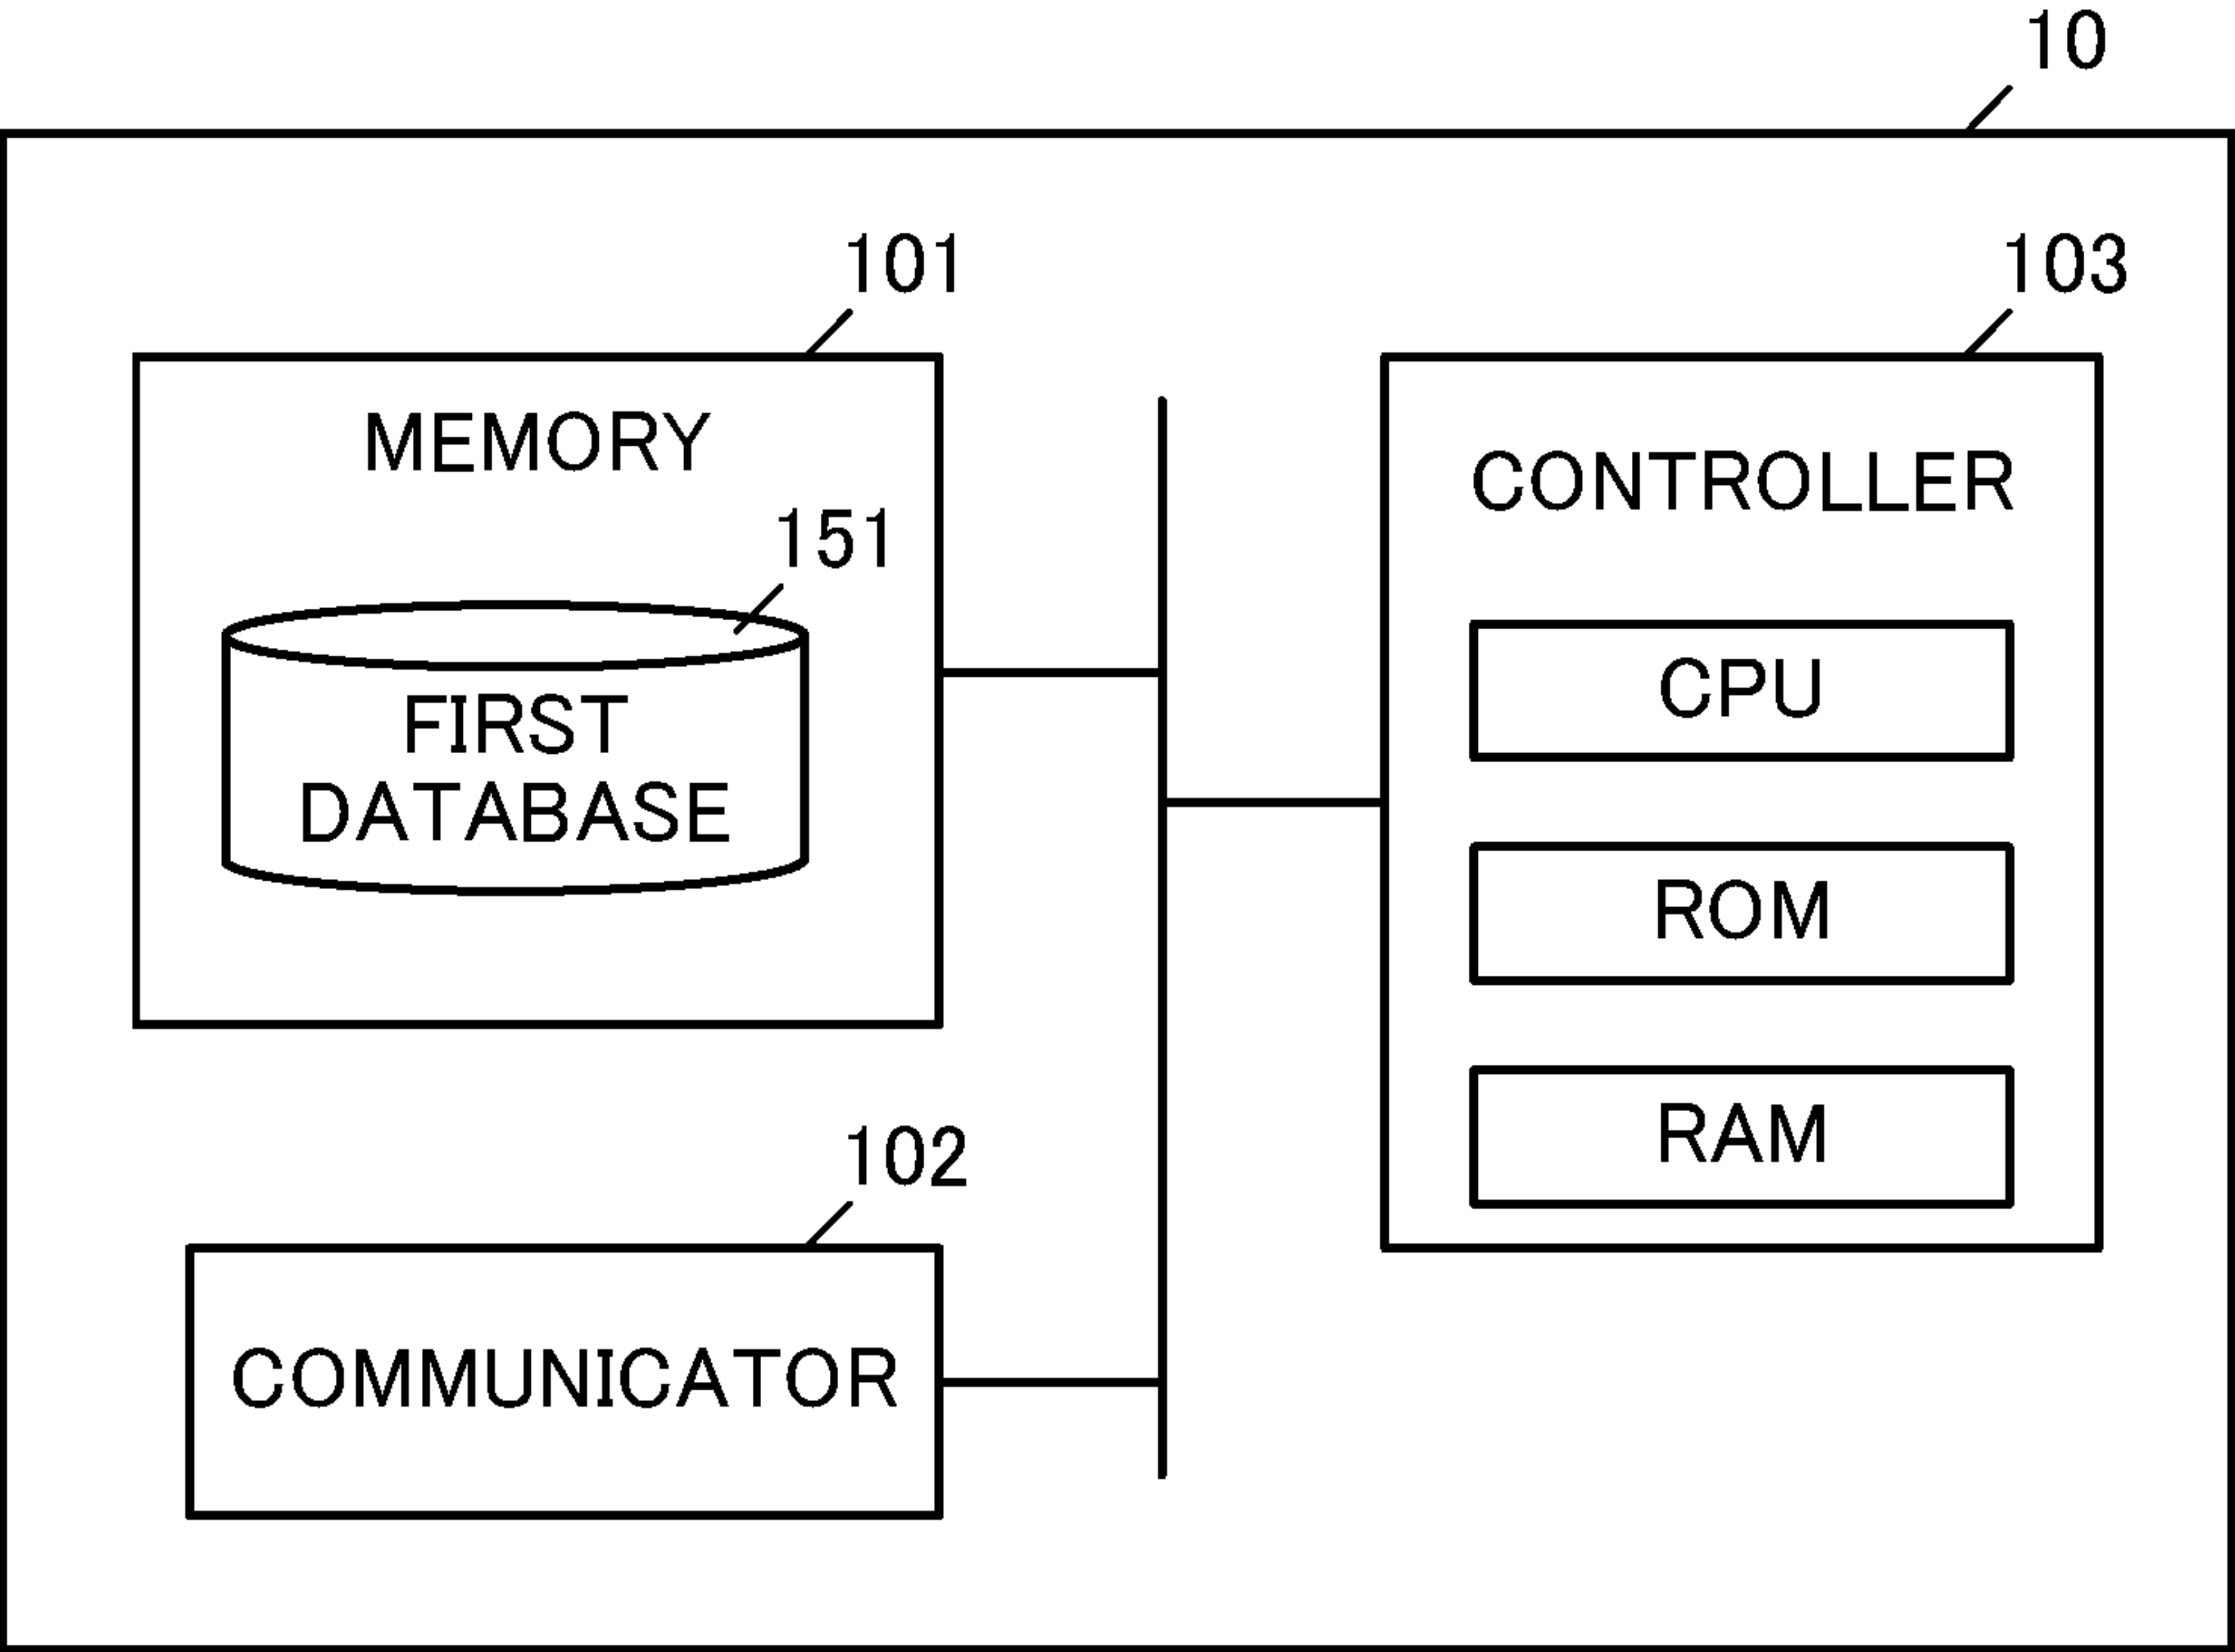 10
101
MEMORY
151
FIRST
DATABASE
102
COMMUNICATOR
103
CONTROLLER
CPU
ROM
RAM